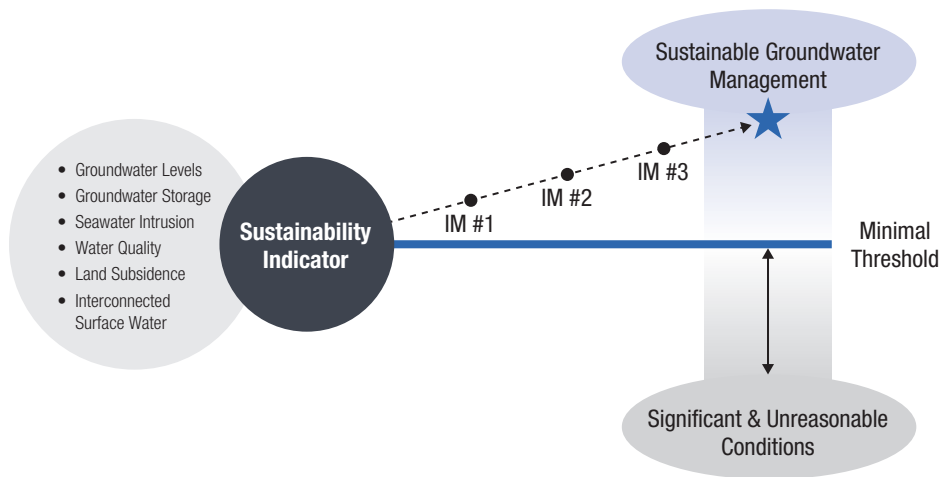 Sustainable Groundwater
Management
• Groundwater Levels
• Groundwater Storage
• Seawater Intrusion
• Water Quality
• Land Subsidence
• Interconnected
Surface Water
Sustainability
Indicator
IM #1
IM #2
IM #3
Minimal
Threshold
Significant & Unreasonable
Conditions